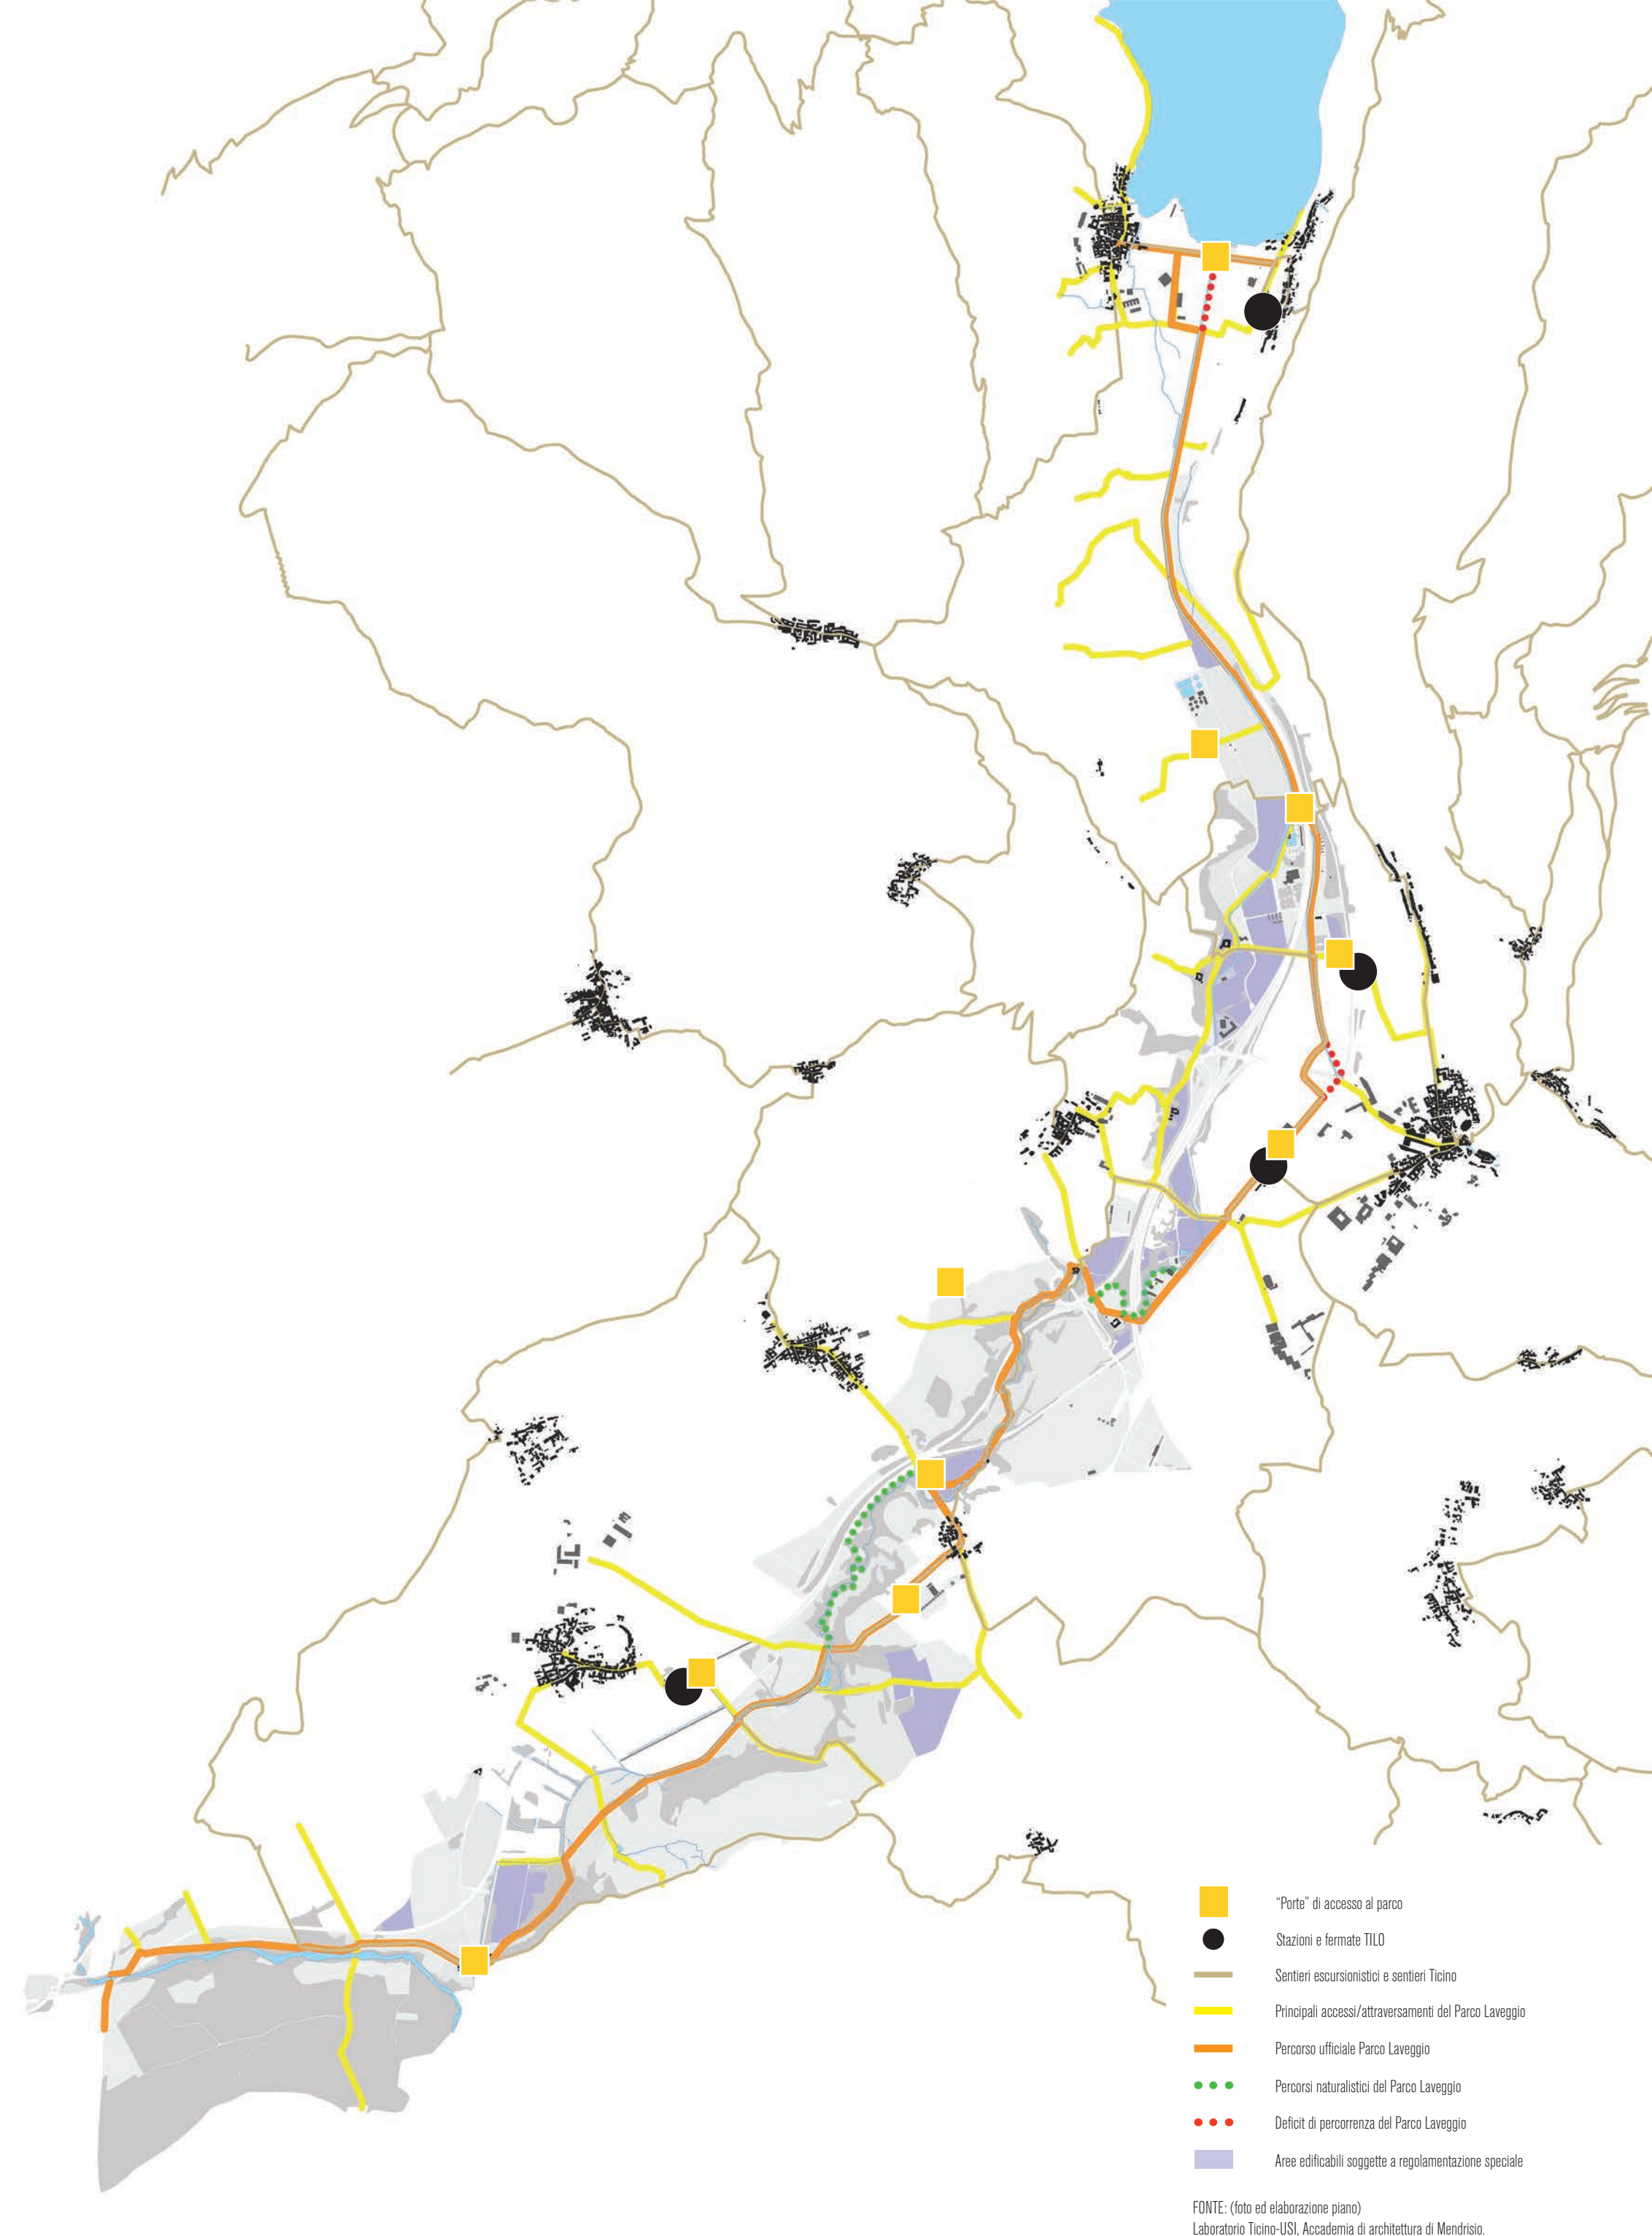 “Porte” di accesso al parco
Stazioni e fermate TILO
Sentieri escursionistici e sentieri Ticino
Principali accessi/attraversamenti del Parco Laveggio
Percorso ufficiale Parco Laveggio
Percorsi naturalistici del Parco Laveggio
Deficit di percorrenza del Parco Laveggio
Aree edificabili soggette a regolamentazione speciale
FONTE: (foto ed elaborazione piano)
Laboratorio Ticino-USI, Accademia di architettura di Mendrisio.